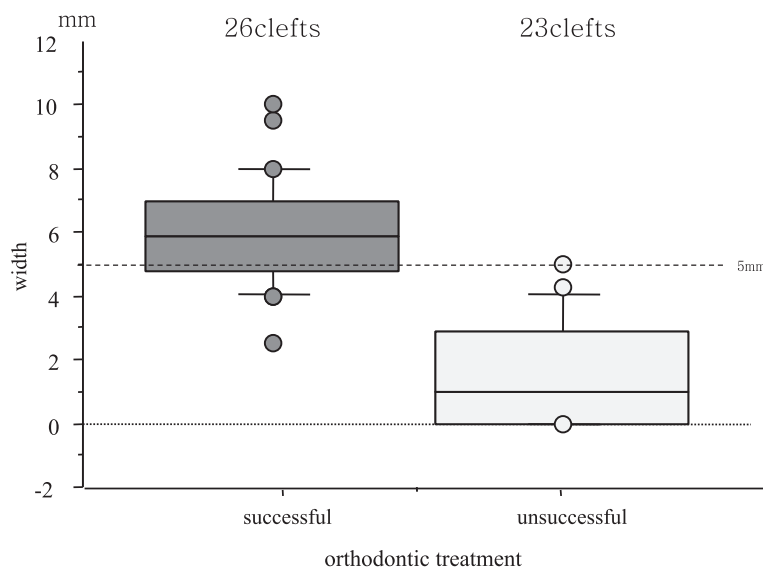 mm
26clefts
23clefts
12
10
8
6
4
2
0
-2
width
5mm
successful
unsuccessful
orthodontic treatment